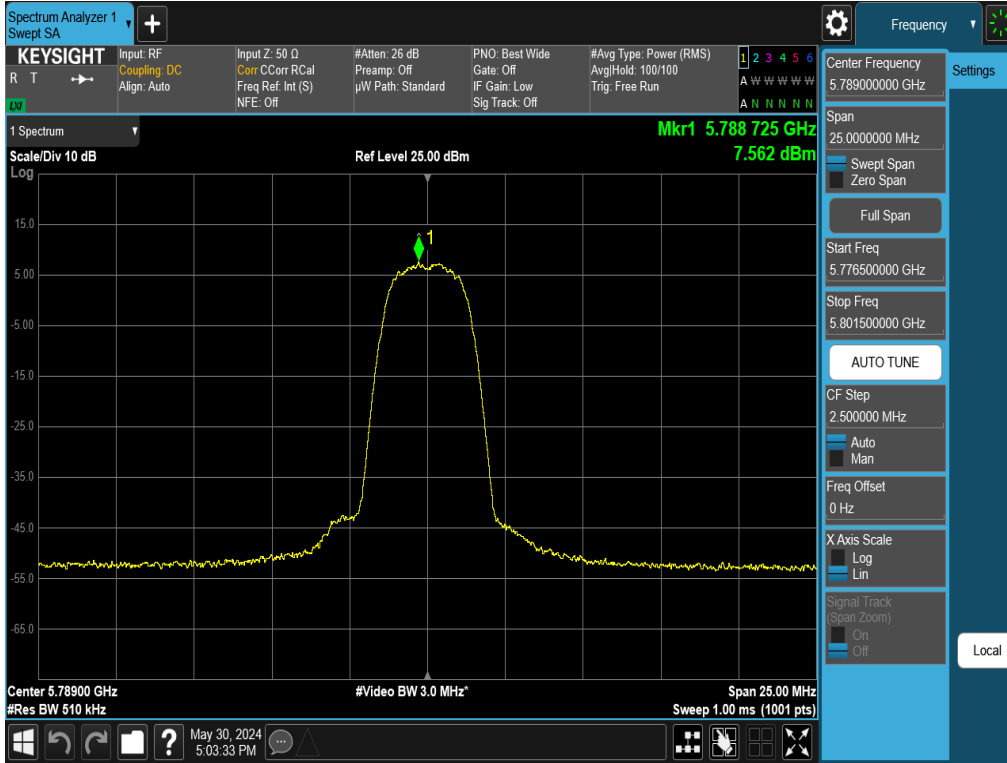 Spectrum Analyzer 1
Swept SA
+
Frequency
KEYSIGHT
R T
LXI
Input: RF
Coupling: DC
Align: Auto
Input Z: 50 Ω
Corr CCorr RCal
Freq Ref: Int (S)
NFE: Off
#Atten: 26 dB
Preamp: Off
µW Path: Standard
PNO: Best Wide
Gate: Off
IF Gain: Low
Sig Track: Off
#Avg Type: Power (RMS)
Avg|Hold: 100/100
Trig: Free Run
1 2 3 4 5 6
A W W W W W
A N N N N N
1 Spectrum
Scale/Div 10 dB
Log
Ref Level 25.00 dBm
Mkr1 5.788 725 GHz
7.562 dBm
1
15.0
5.00
-5.00
-15.0
-25.0
-35.0
-45.0
-55.0
-65.0
Center 5.78900 GHz
#Res BW 510 kHz
#Video BW 3.0 MHz*
Span 25.00 MHz
Sweep 1.00 ms (1001 pts)
Center Frequency
5.789000000 GHz
Span
25.0000000 MHz
Swept Span
Zero Span
Full Span
Start Freq
5.776500000 GHz
Stop Freq
5.801500000 GHz
AUTO TUNE
CF Step
2.500000 MHz
Auto
Man
Freq Offset
0 Hz
X Axis Scale
Log
Lin
Signal Track
(Span Zoom)
On
Off
Settings
Local
?
May 30, 2024
5:03:33 PM